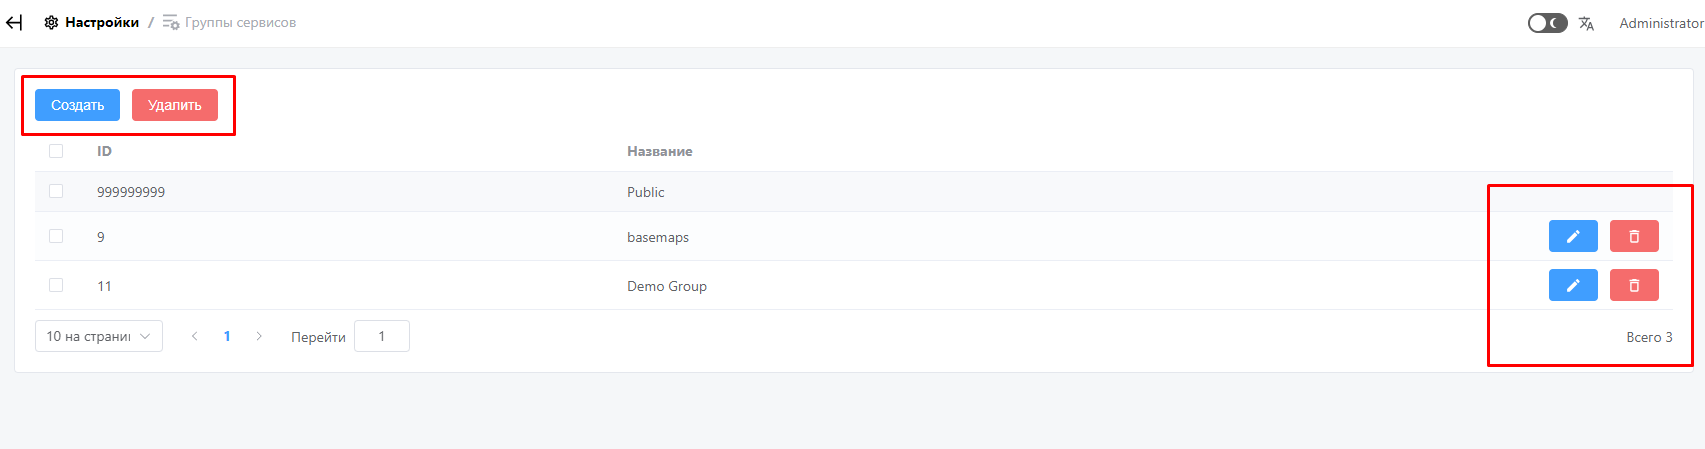 Настройки / Группы сервисов Administrator
Создать Удалить
ID Название
999999999 Public
9 basemaps
11 Demo Group
10 на страниц 1 Перейти 1 Всего 3